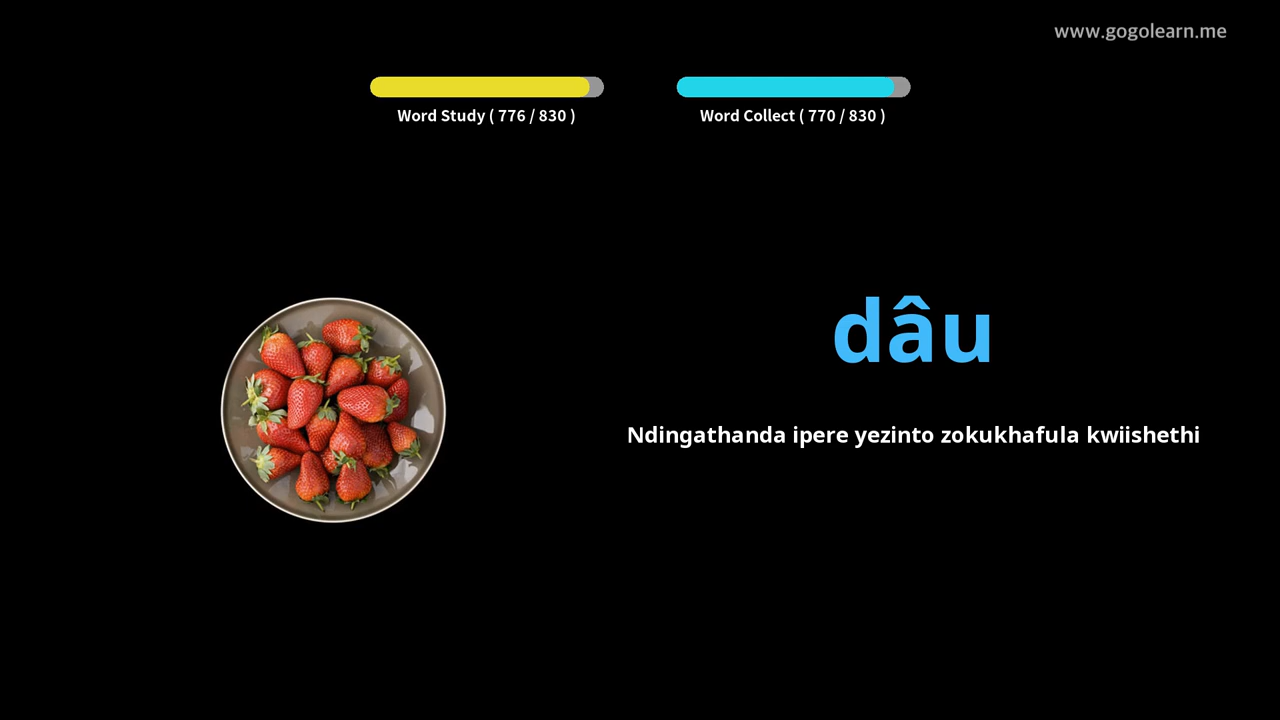 www.gogolearn.me
Word Study ( 776 / 830 )
Word Collect ( 770 / 830 )
dâu
Ndingathanda ipere yezinto zokukhafula kwiishethi